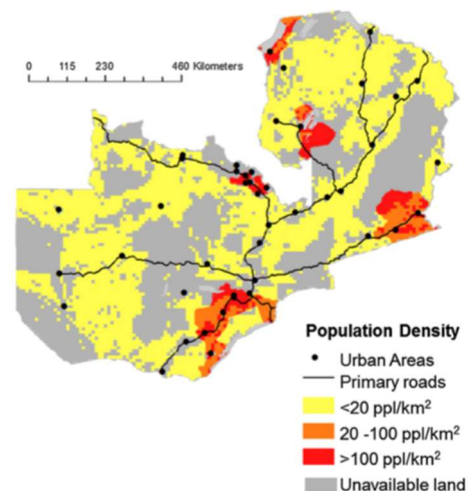 0 115 230 460 Kilometers
Population Density
Urban Areas
Primary roads
<20 ppl/km²
20 -100 ppl/km²
>100 ppl/km²
Unavailable land